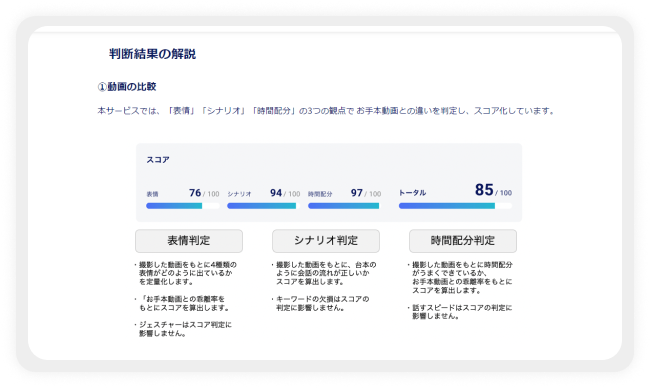 判断結果の解説
①動画の比較
本サービスでは、「表情」「シナリオ」「時間配分」の3つの観点で お手本動画との違いを判定し、スコア化しています。
スコア
表情 76 / 100 シナリオ 94 / 100 時間配分 97 / 100 トータル 85 / 100
表情判定 シナリオ判定 時間配分判定
・撮影した動画をもとに4種類の
表情がどのように出ているか
を定量化します。
・「お手本動画との乖離率を
もとにスコアを算出します。
・ジェスチャーはスコア判定に
影響しません。
・撮影した動画をもとに、台本の
ように会話の流れが正しいか
スコアを算出します。
・キーワードの欠損はスコアの
判定に影響しません。
・撮影した動画をもとに時間配分
がうまくできているか、
お手本動画との乖離率をもとに
スコアを算出します。
・話すスピードはスコアの判定に
影響しません。